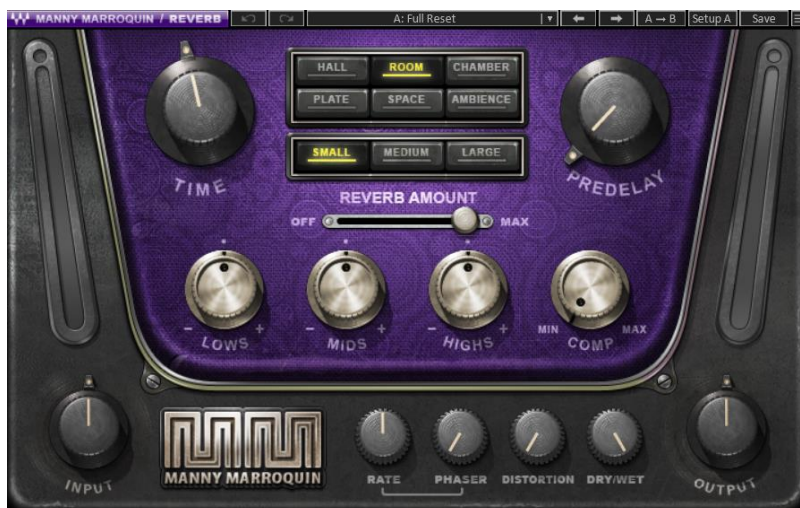 MANNY MARROQUIN / REVERB A: Full Reset A → B Setup A Save
HALL ROOM CHAMBER
PLATE SPACE AMBIENCE
SMALL MEDIUM LARGE
TIME
PREDELAY
REVERB AMOUNT
OFF MAX
- + - + - + MIN MAX
LOWS MIDS HIGHS COMP
MANNY MARROQUIN
RATE PHASER DISTORTION DRY/WET
INPUT
OUTPUT